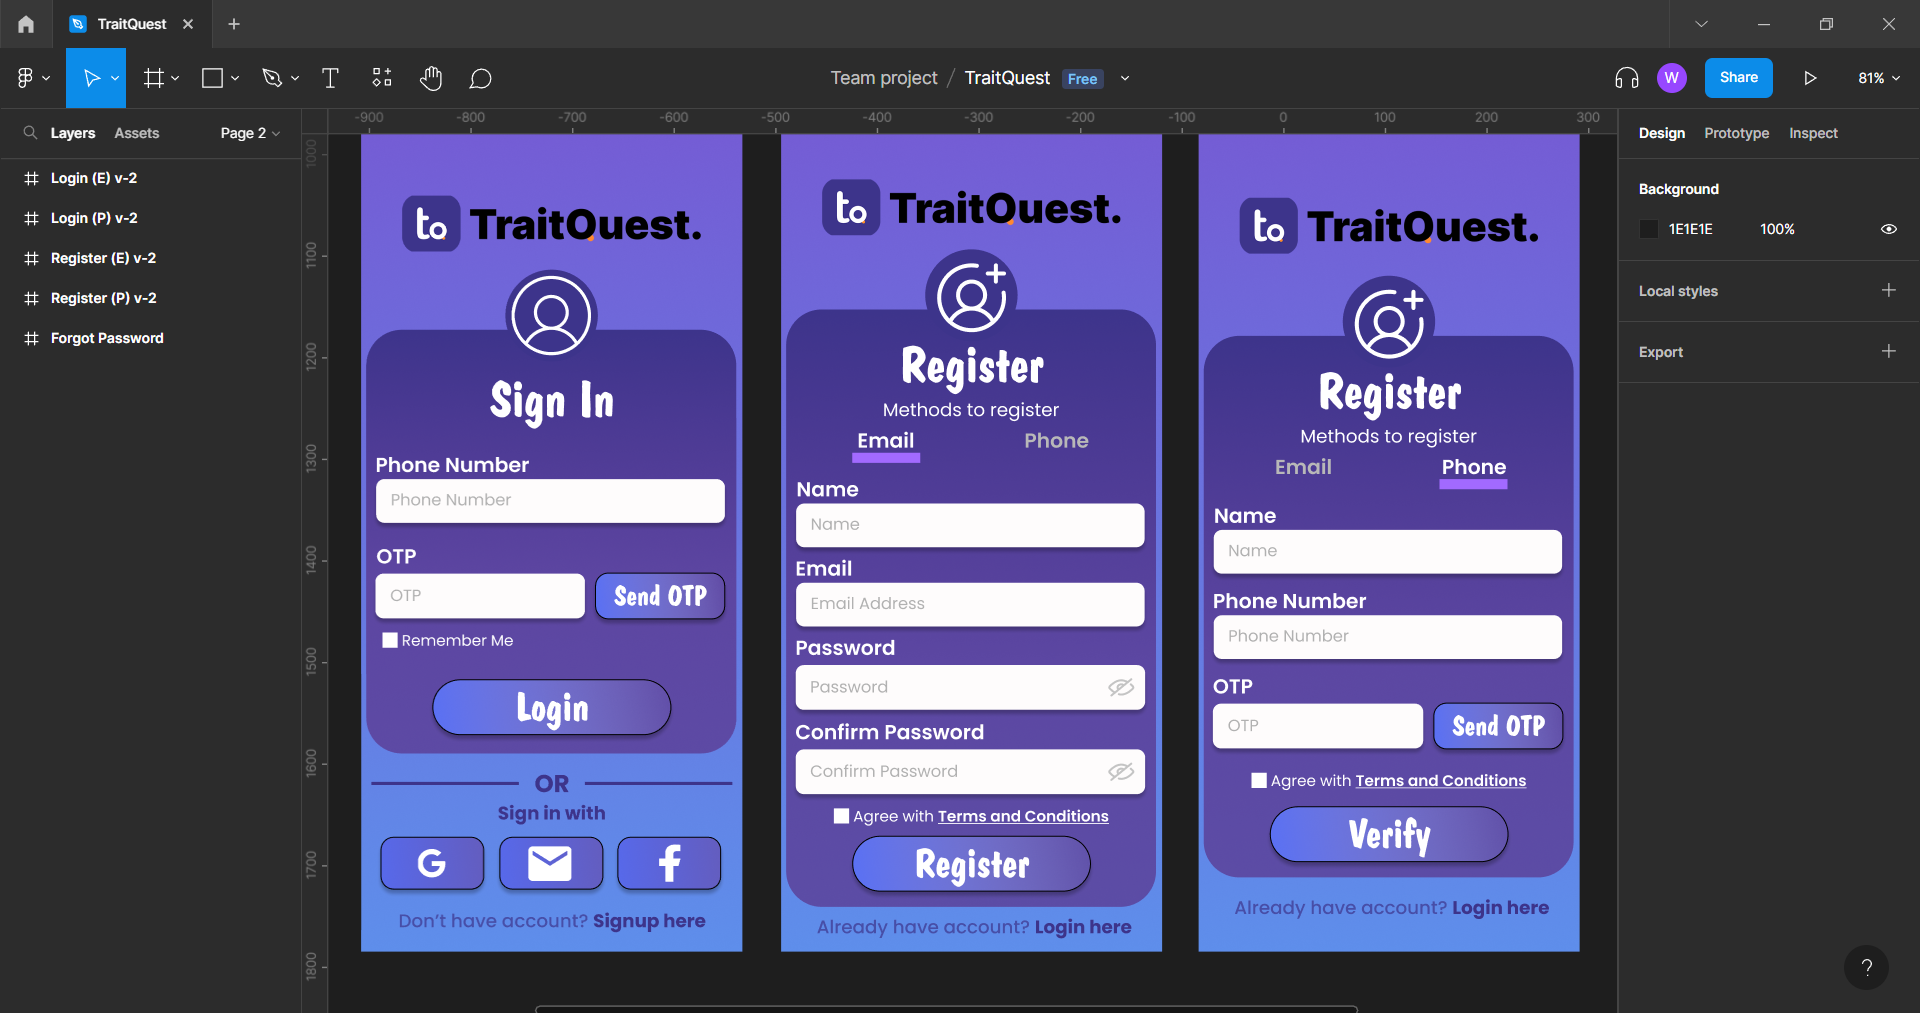 TraitQuest
Team project / TraitQuest Free
W
Share
81%
Layers Assets Page 2
Login (E) v-2
Login (P) v-2
Register (E) v-2
Register (P) v-2
Forgot Password
-900 -800 -700 -600 -500 -400 -300 -200 -100 0 100 200 300
1000
1100
1200
1300
1400
1500
1600
1700
1800
to TraitQuest.
Sign In
Phone Number
Phone Number
OTP
OTP
Send OTP
Remember Me
Login
OR
Sign in with
G
f
Don't have account? Signup here
to TraitQuest.
Register
Methods to register
Email Phone
Name
Name
Email
Email Address
Password
Password
Confirm Password
Confirm Password
Agree with Terms and Conditions
Register
Already have account? Login here
to TraitQuest.
Register
Methods to register
Email Phone
Name
Name
Phone Number
Phone Number
OTP
OTP
Send OTP
Agree with Terms and Conditions
Verify
Already have account? Login here
Design Prototype Inspect
Background
1E1E1E 100%
Local styles
Export
?